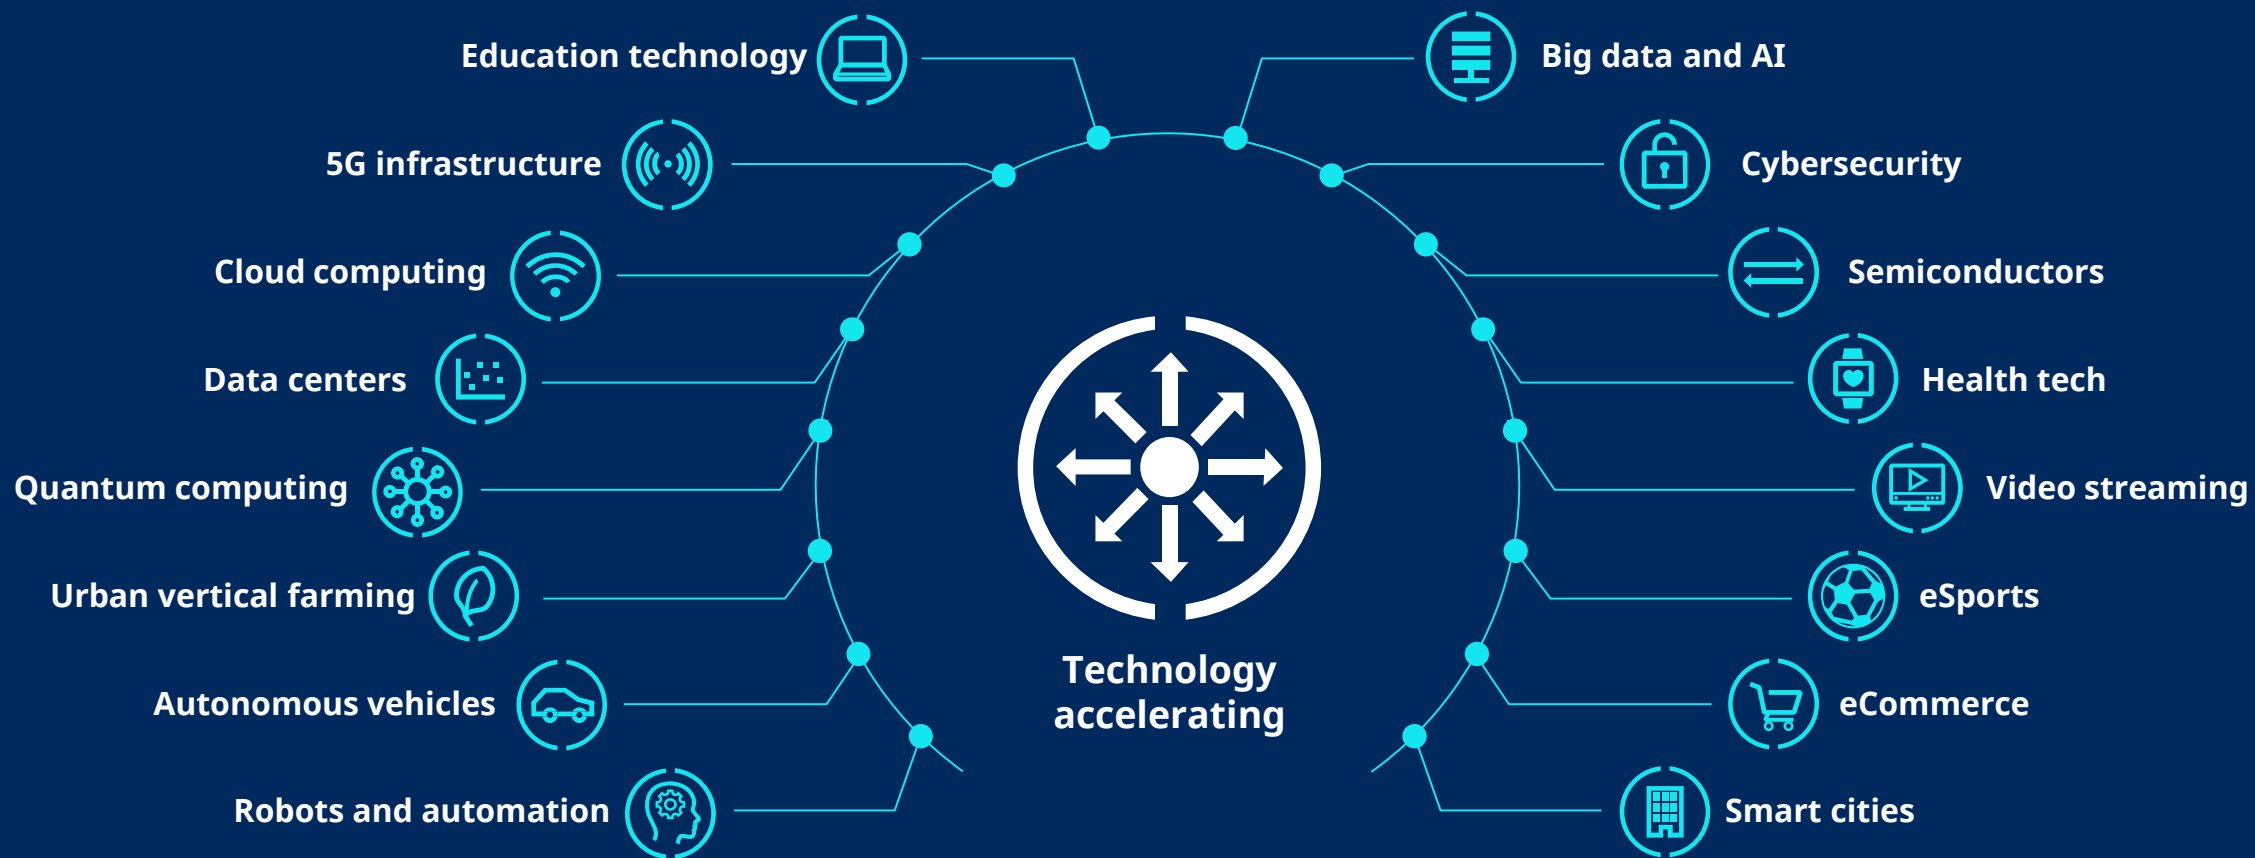 Education technology
Big data and AI
5G infrastructure
Cybersecurity
Cloud computing
Semiconductors
Data centers
Health tech
Quantum computing
Video streaming
Urban vertical farming
eSports
Technology
accelerating
Autonomous vehicles
eCommerce
Robots and automation
Smart cities